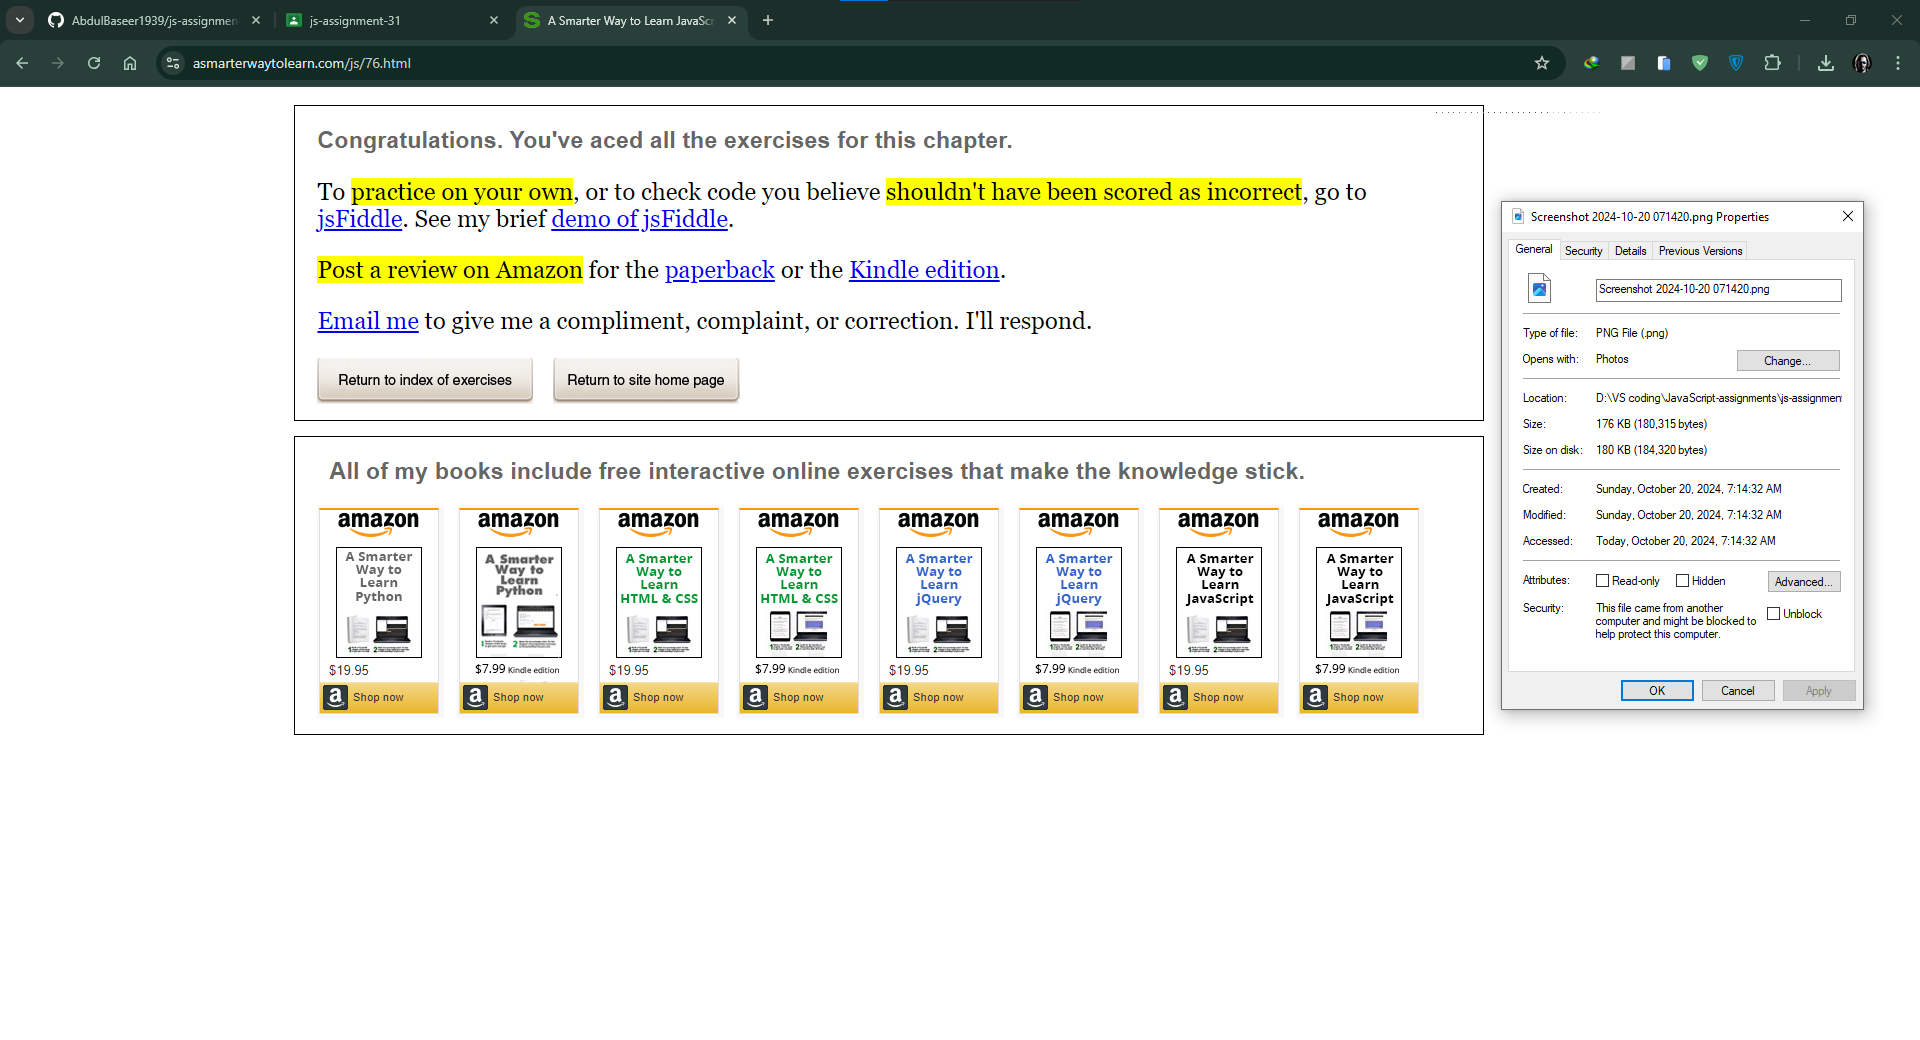 AbdulBaseer1939/js-assignmen
js-assignment-31
A Smarter Way to Learn JavaSc
asmarterwaytolearn.com/js/76.html
Congratulations. You've aced all the exercises for this chapter.
To practice on your own, or to check code you believe shouldn't have been scored as incorrect, go to
jsFiddle. See my brief demo of jsFiddle.
Post a review on Amazon for the paperback or the Kindle edition.
Email me to give me a compliment, complaint, or correction. I'll respond.
Return to index of exercises
Return to site home page
All of my books include free interactive online exercises that make the knowledge stick.
amazon
A Smarter
Way to
Learn
Python
$19.95
Shop now
amazon
A Smarter
Way to
Learn
Python
$7.99 Kindle edition
Shop now
amazon
A Smarter
Way to
Learn
HTML & CSS
$19.95
Shop now
amazon
A Smarter
Way to
Learn
HTML & CSS
$7.99 Kindle edition
Shop now
amazon
A Smarter
Way to
Learn
jQuery
$19.95
Shop now
amazon
A Smarter
Way to
Learn
jQuery
$7.99 Kindle edition
Shop now
amazon
A Smarter
Way to
Learn
JavaScript
$19.95
Shop now
amazon
A Smarter
Way to
Learn
JavaScript
$7.99 Kindle edition
Shop now
Screenshot 2024-10-20 071420.png Properties
General Security Details Previous Versions
Screenshot 2024-10-20 071420.png
Type of file: PNG File (.png)
Opens with: Photos Change...
Location: D:\VS coding\JavaScript-assignments\js-assignmen
Size: 176 KB (180,315 bytes)
Size on disk: 180 KB (184,320 bytes)
Created: Sunday, October 20, 2024, 7:14:32 AM
Modified: Sunday, October 20, 2024, 7:14:32 AM
Accessed: Today, October 20, 2024, 7:14:32 AM
Attributes: Read-only Hidden Advanced...
Security: This file came from another
computer and might be blocked to
help protect this computer.
Unblock
OK Cancel Apply